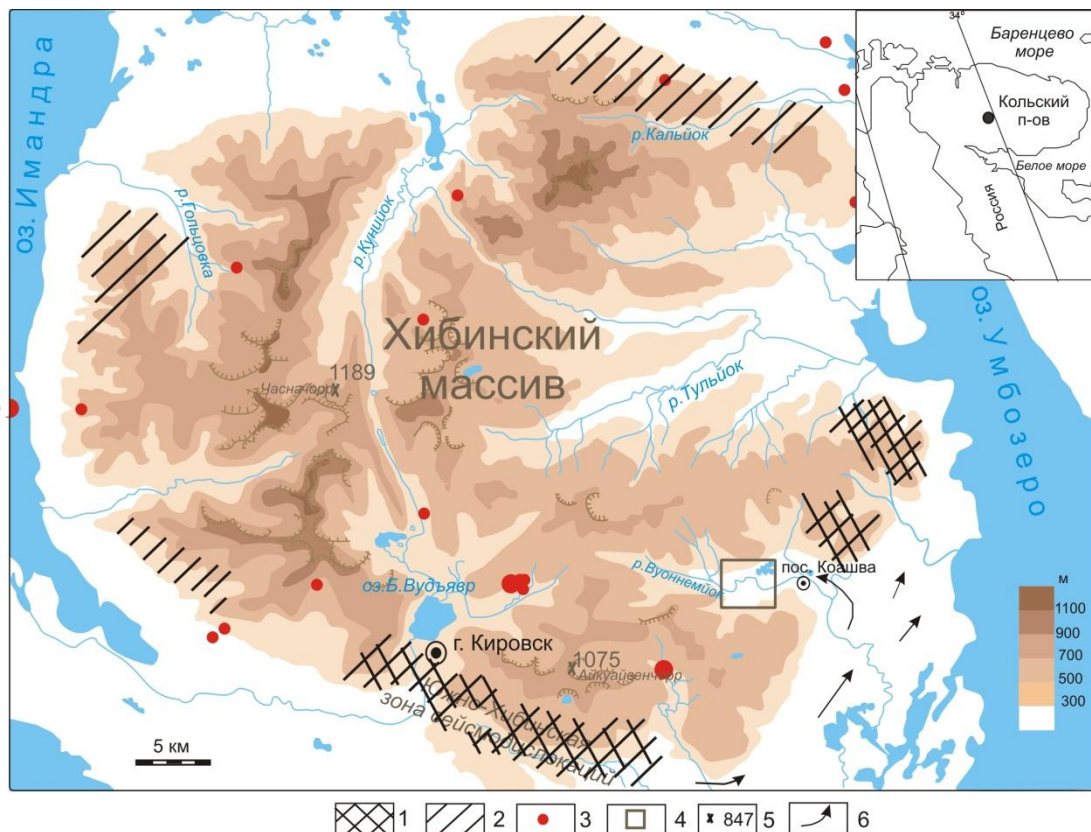 оз. Имандра
р.Гольцовка
р.Кунийок
р.Кальйок
34°
Баренцево
море
Кольский
п-ов
Белое море
Россия
оз. Умбозеро
Хибинский
массив
1189
Часначорр
р.Тульйок
оз.Б.Вудъявр
р.Вуоннемйок
пос. Коашва
г. Кировск
1075
Айкуайвенчорр
Южно-Хибинская
зона сейсмодислокаций
м
1100
900
700
500
300
5 км
1 2 3 4 847 5 6